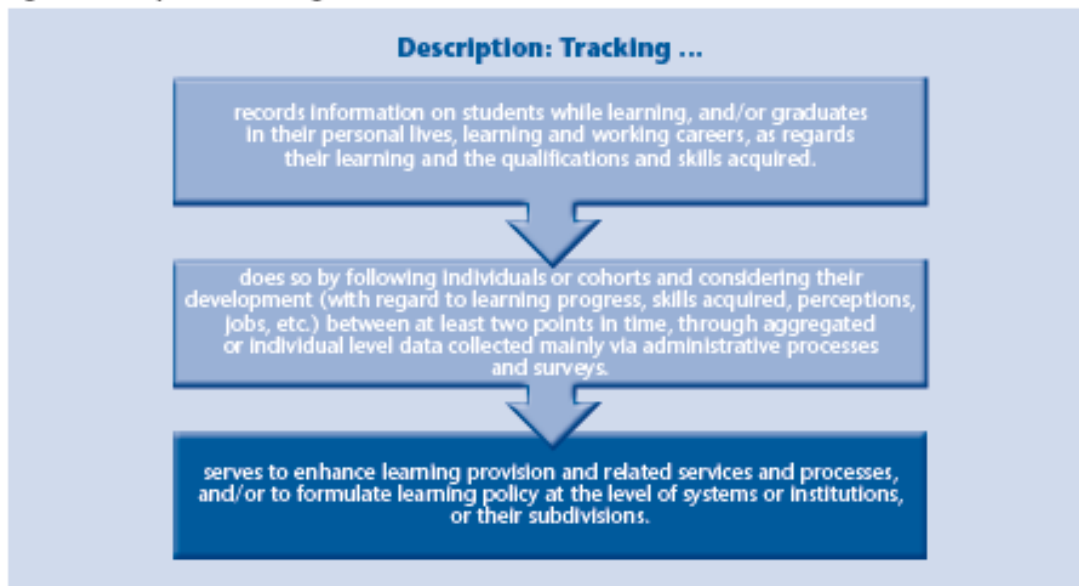 Description: Tracking ...
records information on students while learning, and/or graduates
in their personal lives, learning and working careers, as regards
their learning and the qualifications and skills acquired.
does so by following individuals or cohorts and considering their
development (with regard to learning progress, skills acquired, perceptions,
jobs, etc.) between at least two points in time, through aggregated
or individual level data collected mainly via administrative processes
and surveys.
serves to enhance learning provision and related services and processes,
and/or to formulate learning policy at the level of systems or institutions,
or their subdivisions.